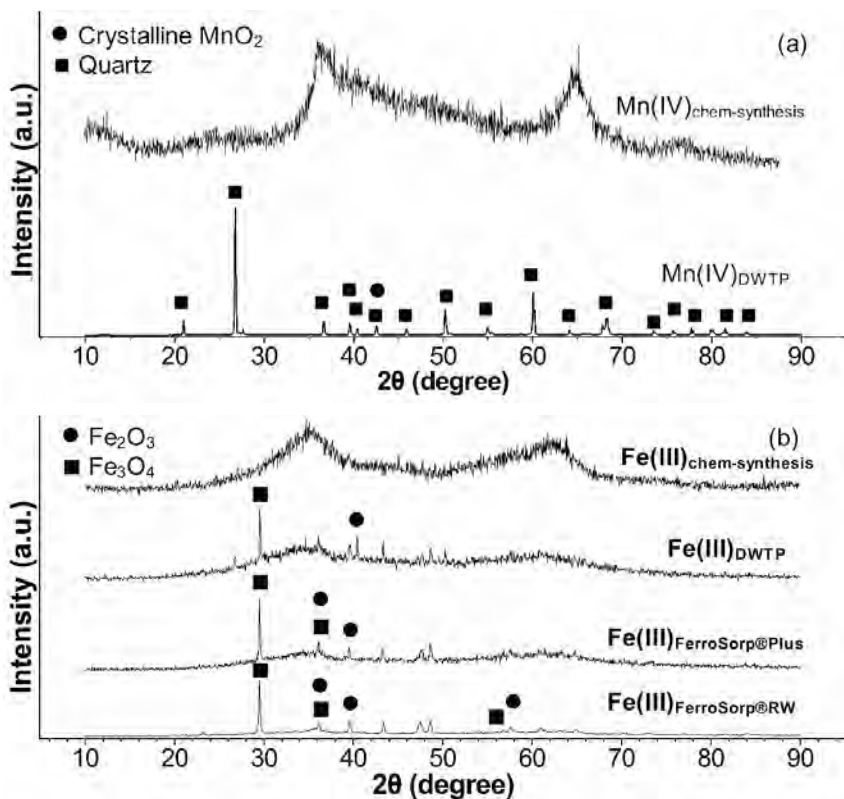 ● Crystalline MnO₂
■ Quartz
(a)
Mn(IV)chem-synthesis
Mn(IV)DWTP
Intensity (a.u.)
10 20 30 40 50 60 70 80 90
2θ (degree)
● Fe₂O₃
■ Fe₃O₄
(b)
Fe(III)chem-synthesis
Fe(III)DWTP
Fe(III)FerroSorp®Plus
Fe(III)FerroSorp®RW
Intensity (a.u.)
10 20 30 40 50 60 70 80 90
2θ (degree)